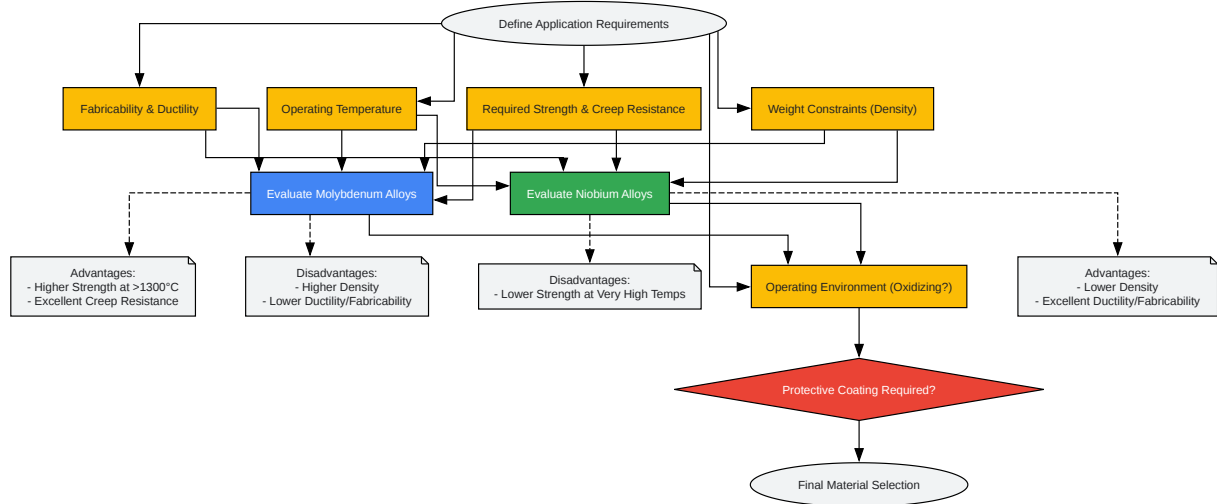 Define Application Requirements
Fabricability & Ductility
Operating Temperature
Required Strength & Creep Resistance
Weight Constraints (Density)
Evaluate Molybdenum Alloys
Evaluate Niobium Alloys
Advantages:
- Higher Strength at >1300°C
- Excellent Creep Resistance
Disadvantages:
- Higher Density
- Lower Ductility/Fabricability
Disadvantages:
- Lower Strength at Very High Temps
Operating Environment (Oxidizing?)
Advantages:
- Lower Density
- Excellent Ductility/Fabricability
Protective Coating Required?
Final Material Selection